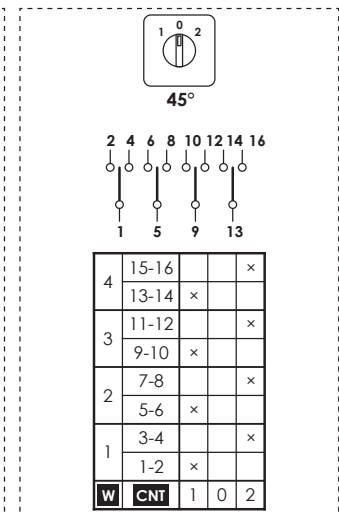 1 0 2
45°
2 4 6 8 10 12 14 16
1 5 9 13
4 15-16 ×
13-14 ×
3 11-12 ×
9-10 ×
2 7-8 ×
5-6 ×
1 3-4 ×
1-2 ×
W CNT 1 0 2